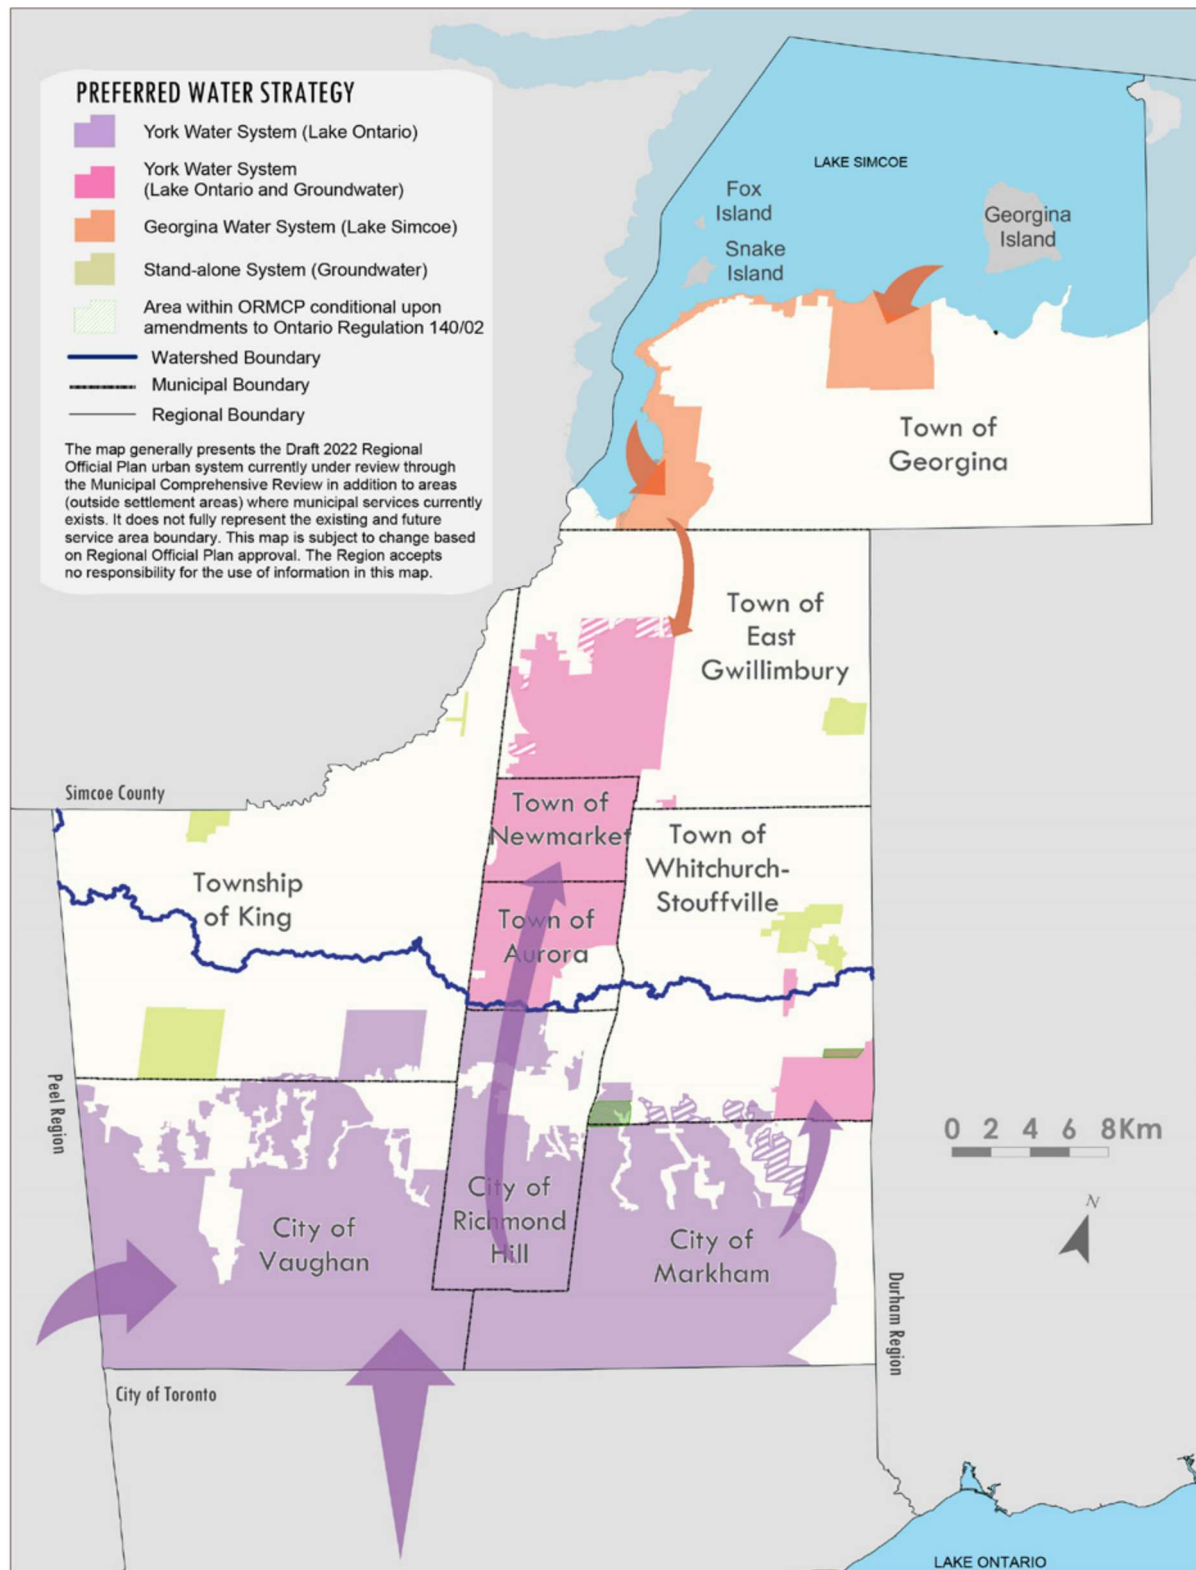 PREFERRED WATER STRATEGY
York Water System (Lake Ontario)
York Water System
(Lake Ontario and Groundwater)
Georgina Water System (Lake Simcoe)
Stand-alone System (Groundwater)
Area within ORMCP conditional upon
amendments to Ontario Regulation 140/02
Watershed Boundary
Municipal Boundary
Regional Boundary
The map generally presents the Draft 2022 Regional
Official Plan urban system currently under review through
the Municipal Comprehensive Review in addition to areas
(outside settlement areas) where municipal services currently
exists. It does not fully represent the existing and future
service area boundary. This map is subject to change based
on Regional Official Plan approval. The Region accepts
no responsibility for the use of information in this map.
LAKE SIMCOE
Fox
Island
Snake
Island
Georgina
Island
Town of
Georgina
Town of
East
Gwillimbury
Simcoe County
Town of
Newmarket
Town of
Whitchurch-
Stouffville
Township
of King
Town of
Aurora
Peel Region
0 2 4 6 8Km
N
City of
Vaughan
City of
Richmond
Hill
City of
Markham
Durham Region
City of Toronto
LAKE ONTARIO